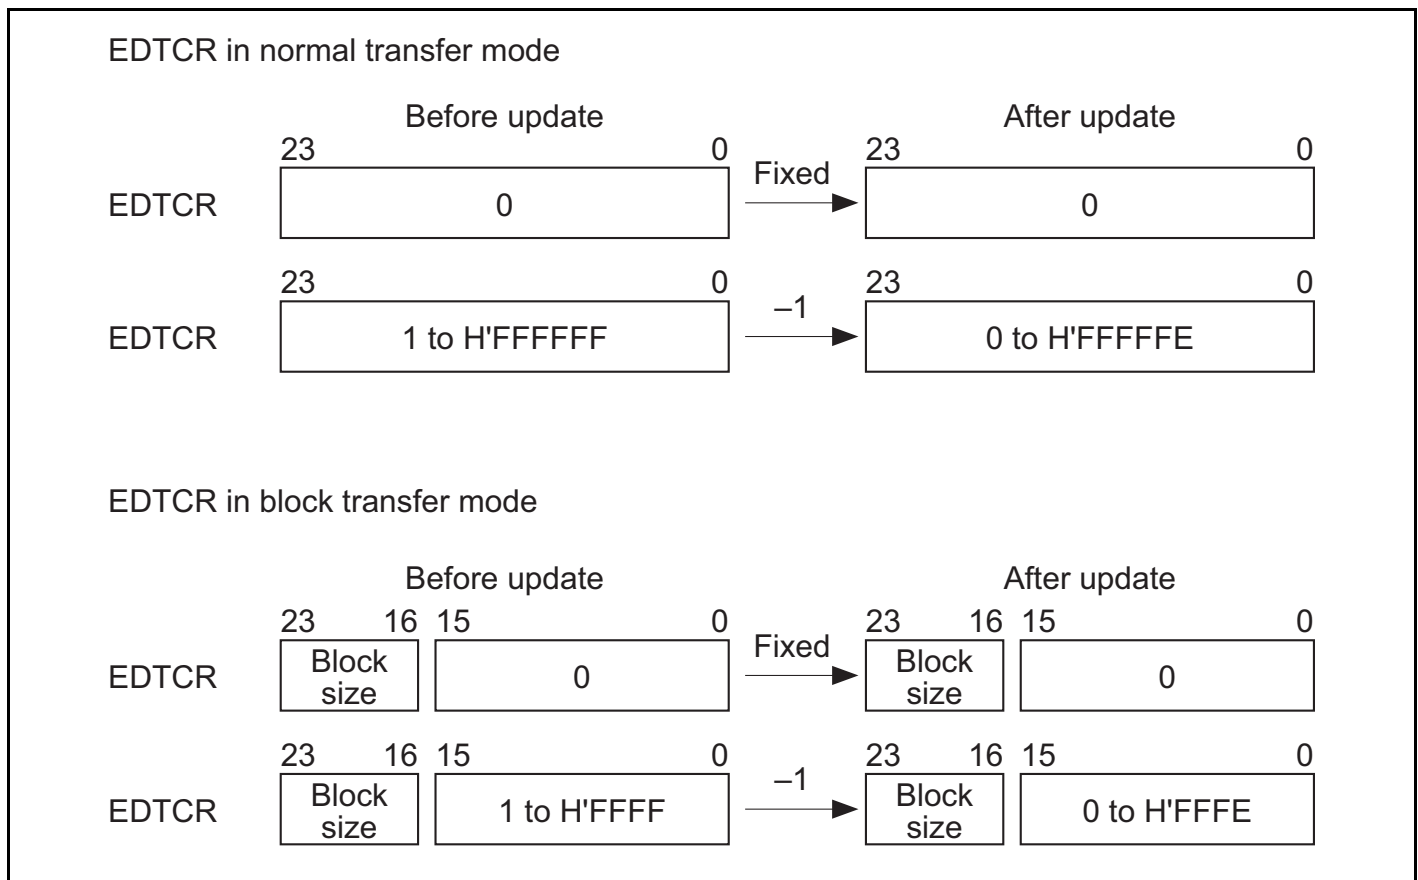 EDTCR in normal transfer mode
Before update After update
23 0 23 0
Fixed
EDTCR 0 0
23 0 23 0
–1
EDTCR 1 to H'FFFFFF 0 to H'FFFFFE
EDTCR in block transfer mode
Before update After update
23 16 15 0 23 16 15 0
Fixed
EDTCR Block size 0 Block size 0
23 16 15 0 23 16 15 0
–1
EDTCR Block size 1 to H'FFFF Block size 0 to H'FFFE